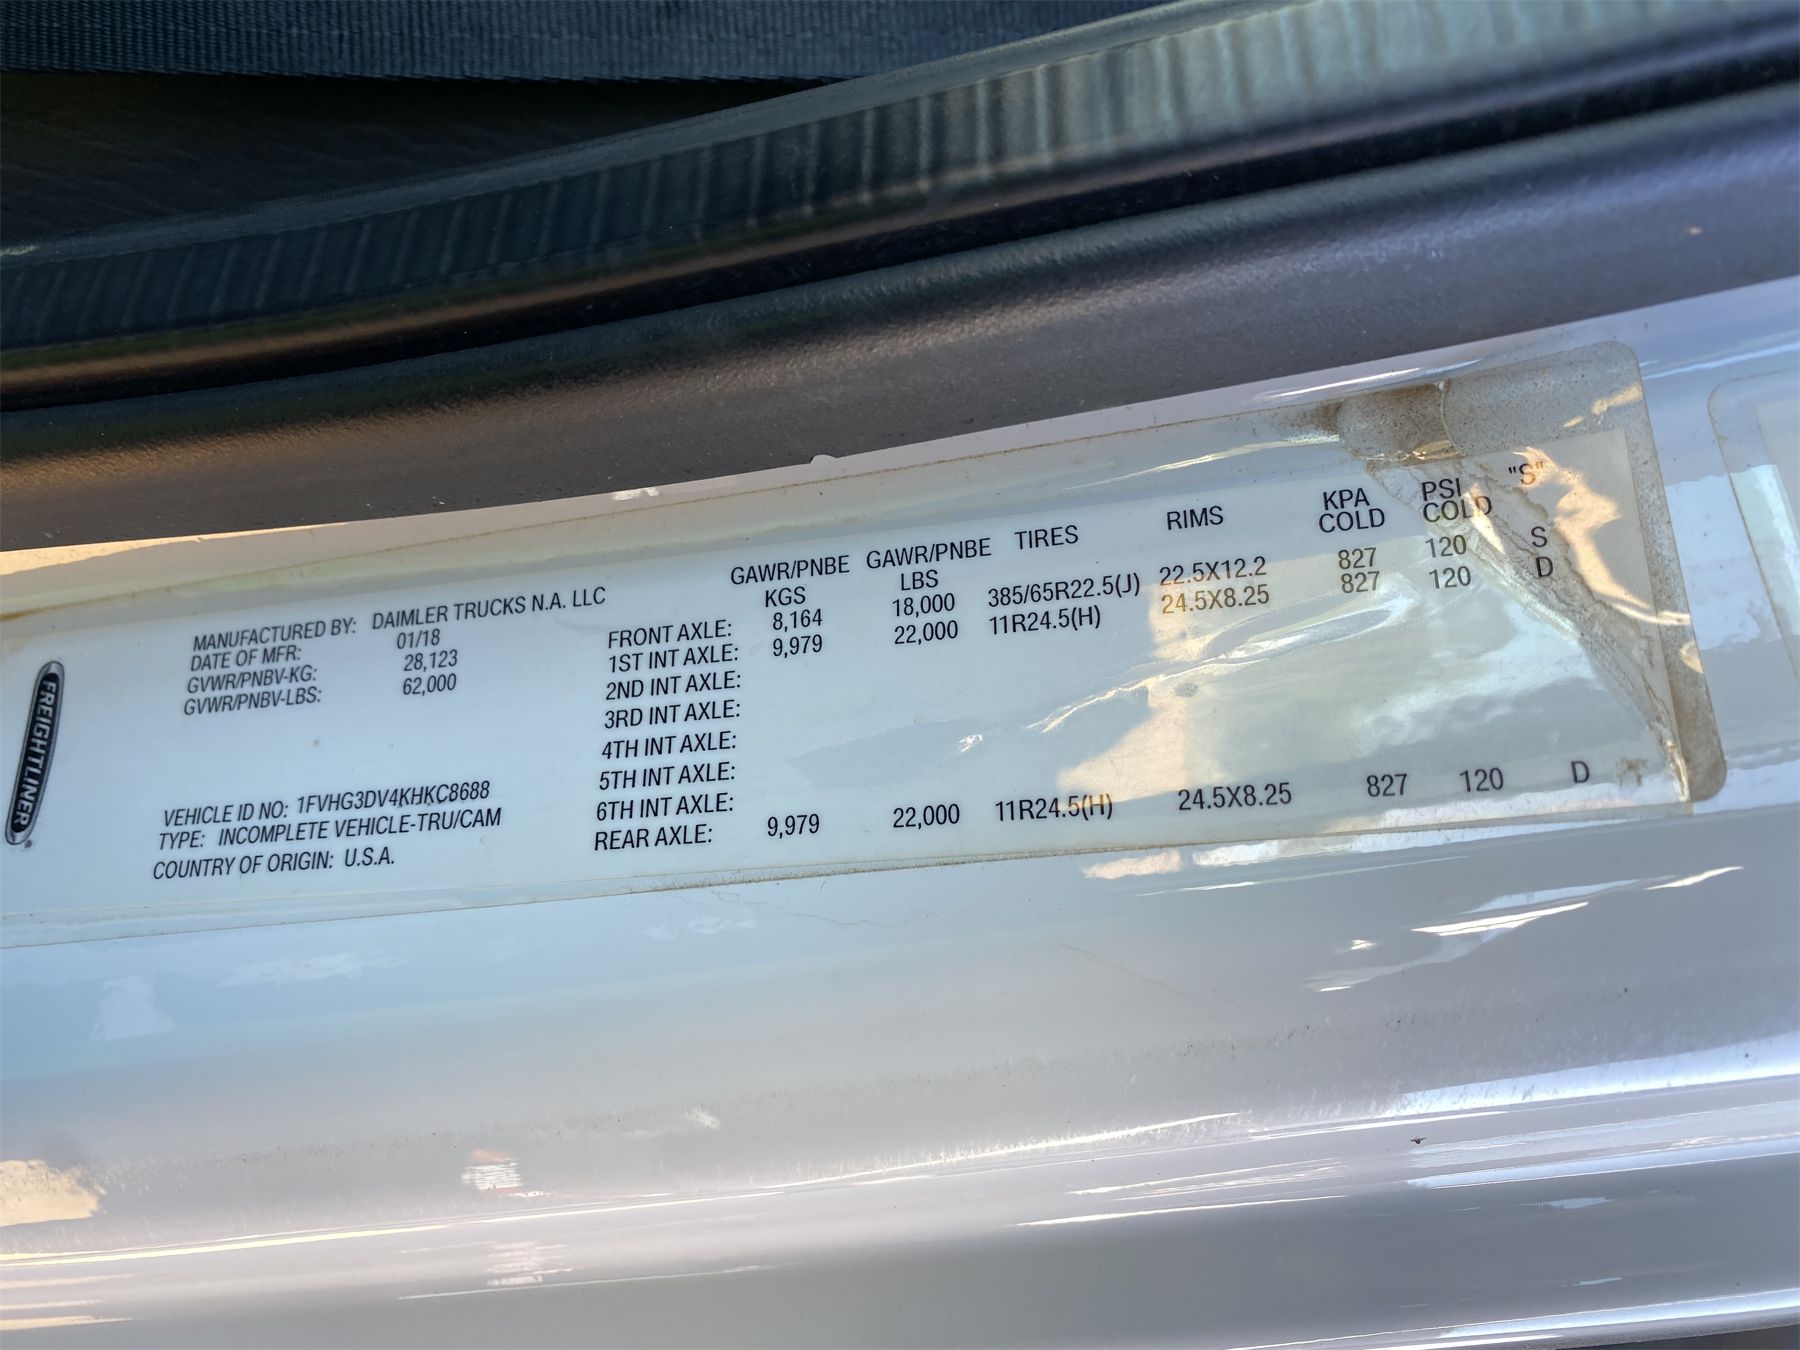 FREIGHTLINER
MANUFACTURED BY: DAIMLER TRUCKS N.A. LLC
DATE OF MFR: 01/18
GVWR/PNBV-KG: 28,123
GVWR/PNBV-LBS: 62,000
VEHICLE ID NO: 1FVHG3DV4KHKC8688
TYPE: INCOMPLETE VEHICLE-TRU/CAM
COUNTRY OF ORIGIN: U.S.A.
GAWR/PNBE KGS GAWR/PNBE LBS TIRES RIMS KPA COLD PSI COLD "S"
FRONT AXLE: 8,164 18,000 385/65R22.5(J) 22.5X12.2 827 120 S
1ST INT AXLE: 9,979 22,000 11R24.5(H) 24.5X8.25 827 120 D
2ND INT AXLE:
3RD INT AXLE:
4TH INT AXLE:
5TH INT AXLE:
6TH INT AXLE:
REAR AXLE: 9,979 22,000 11R24.5(H) 24.5X8.25 827 120 D